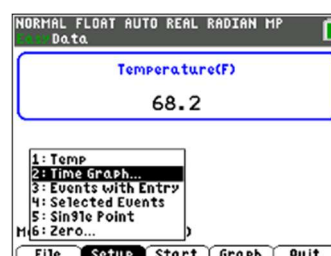 NORMAL FLOAT AUTO REAL RADIAN MP
EasyData
Temperature(F)
68.2
1: Temp
2: Time Graph...
3: Events with Entry
4: Selected Events
5: Single Point
6: Zero...
File Setup Start Graph Quit